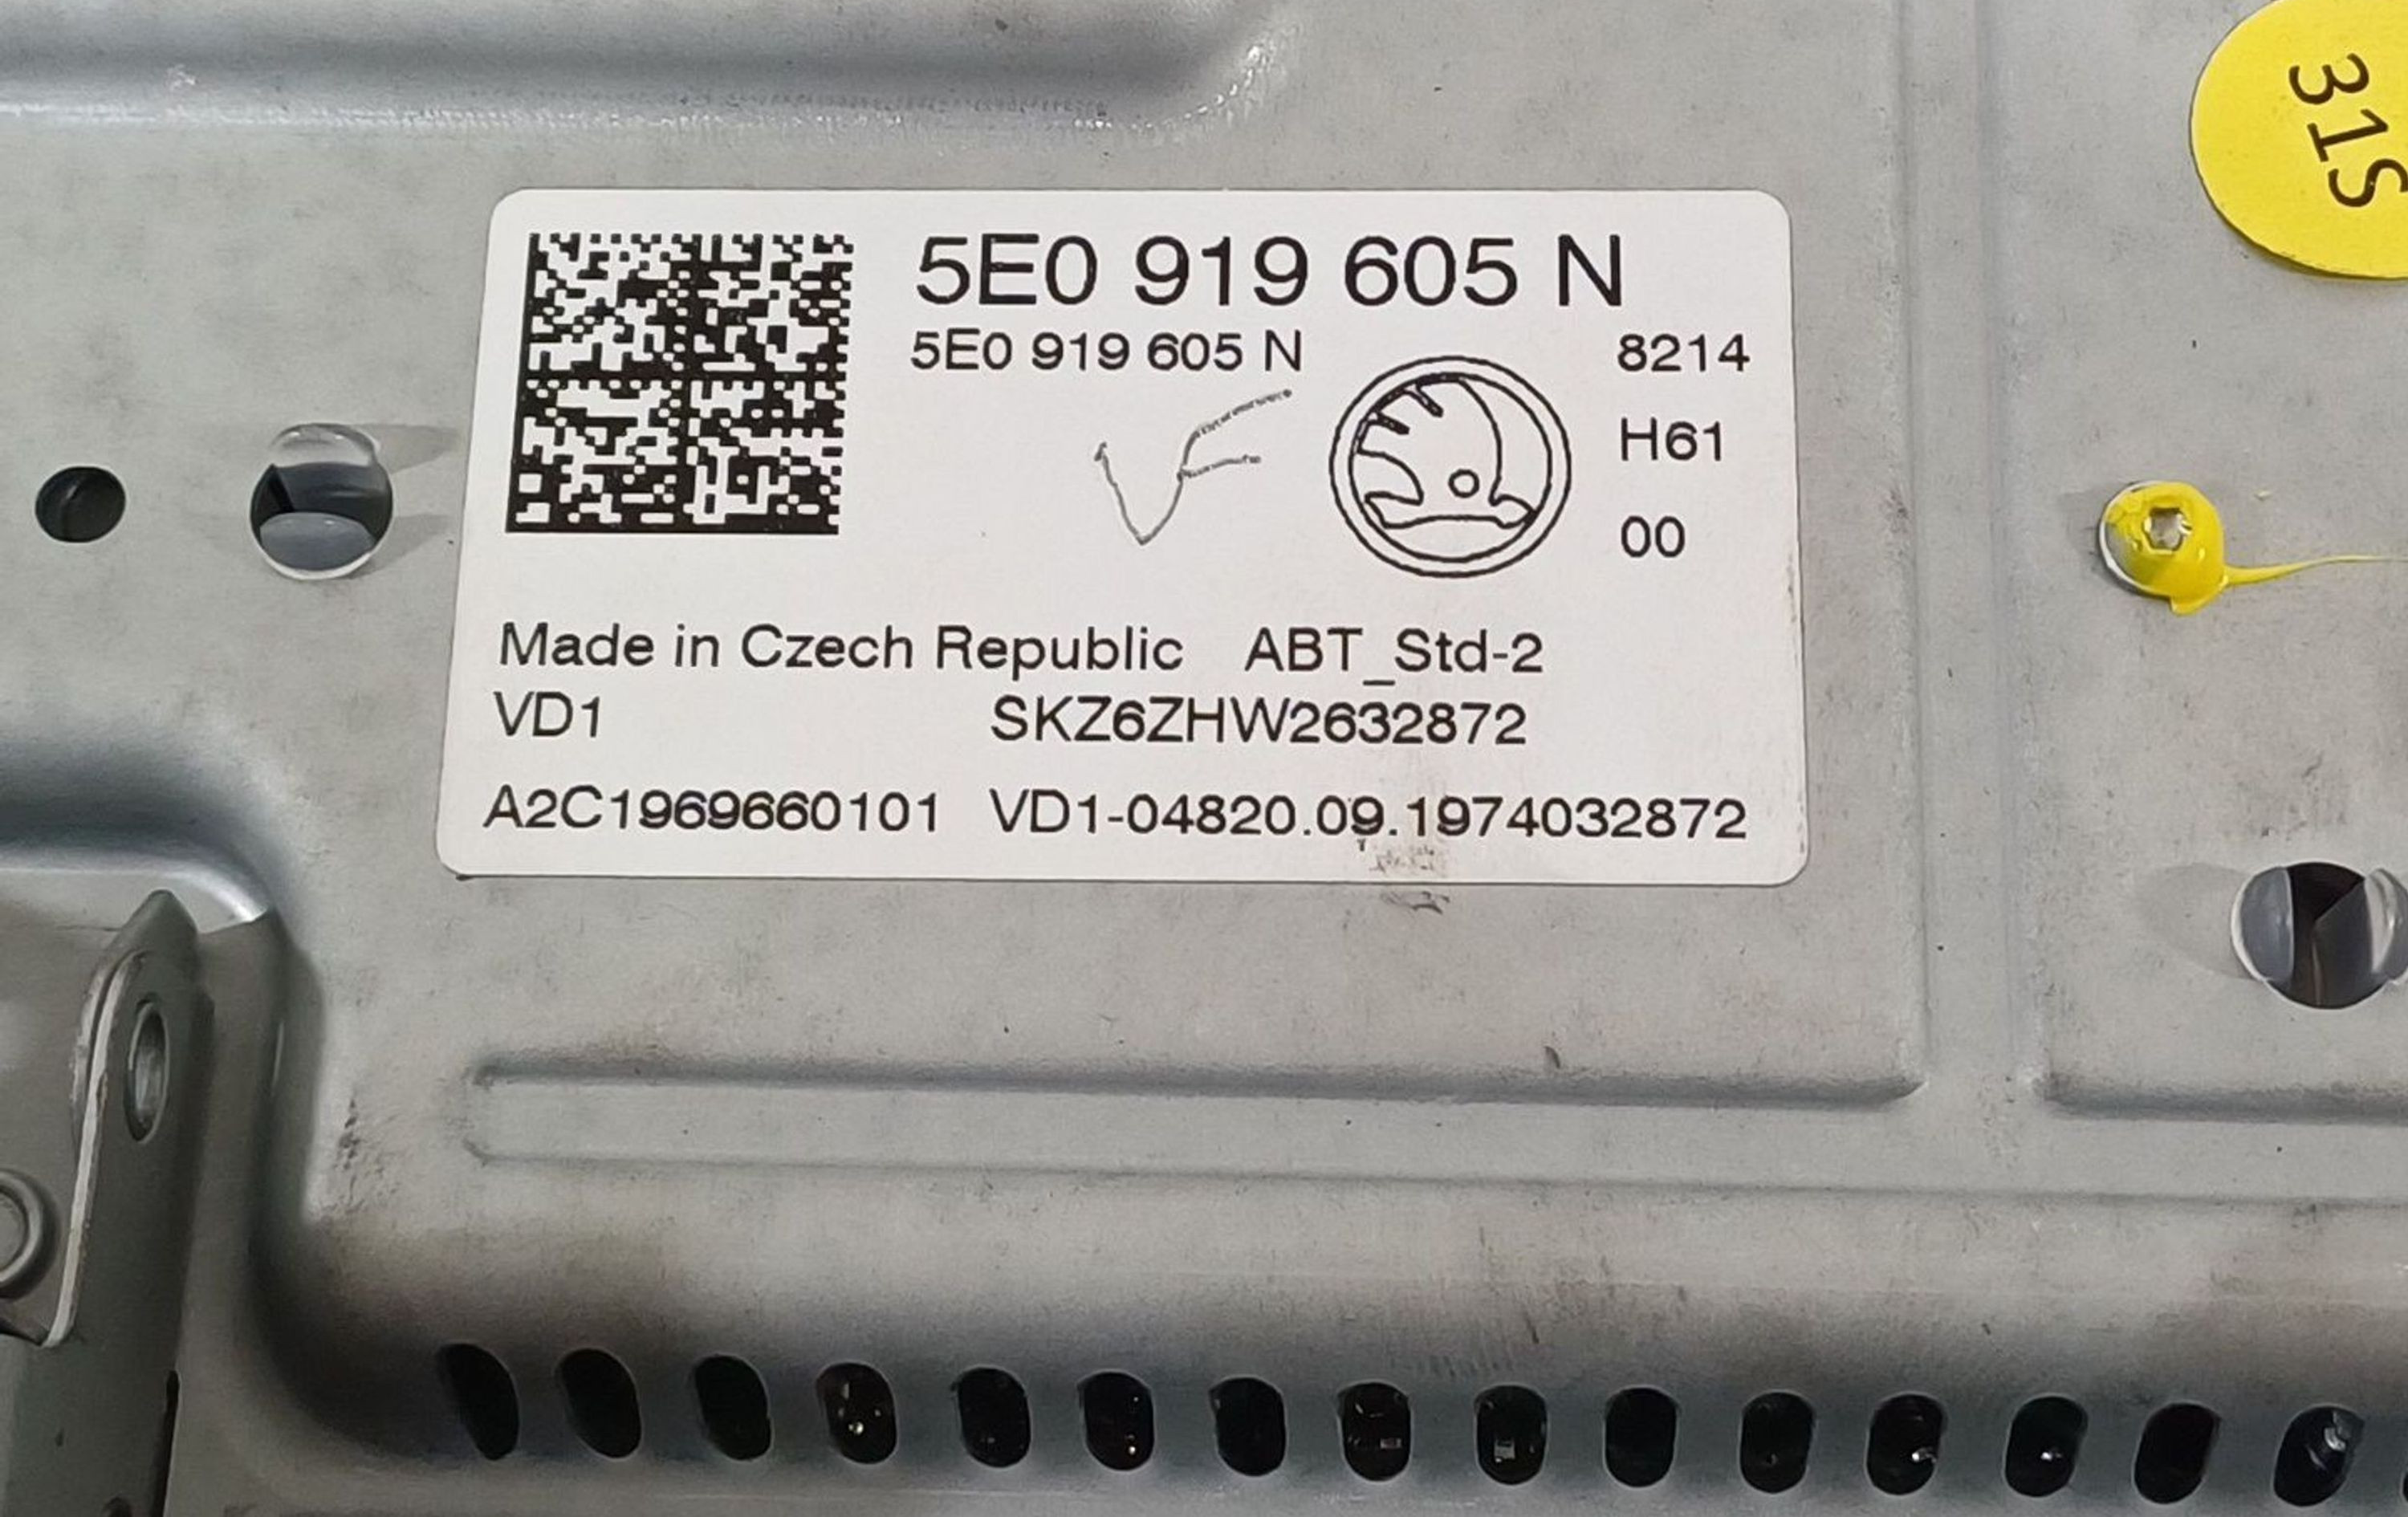 5E0 919 605 N
5E0 919 605 N
8214
H61
00
Made in Czech Republic ABT_Std-2
VD1 SKZ6ZHW2632872
A2C1969660101 VD1-04820.09.1974032872
31S